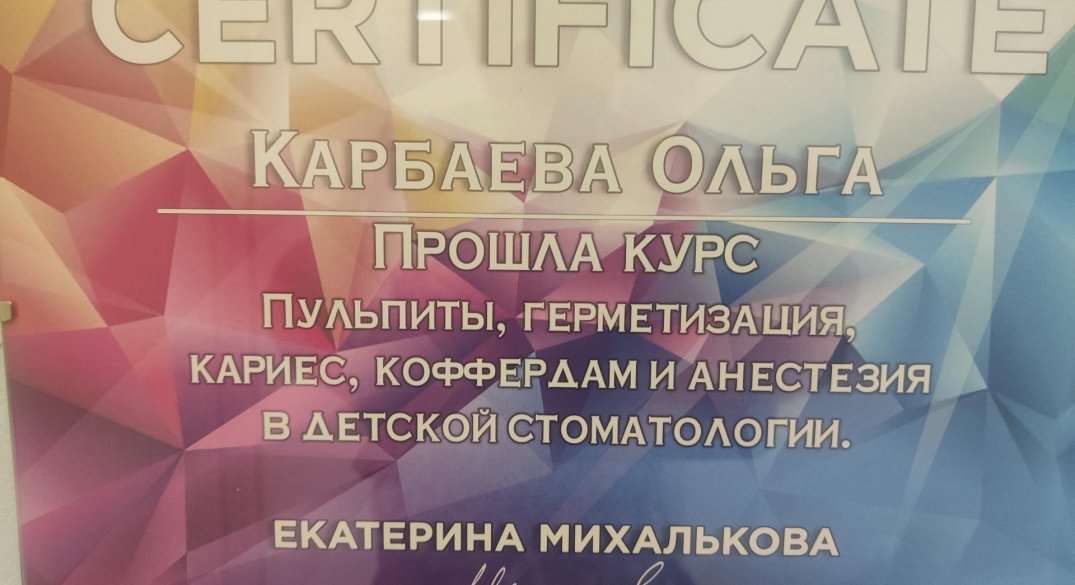 CERTIFICATE
КАРБАЕВА ОЛЬГА
ПРОШЛА КУРС
ПУЛЬПИТЫ, ГЕРМЕТИЗАЦИЯ,
КАРИЕС, КОФФЕРДАМ И АНЕСТЕЗИЯ
В ДЕТСКОЙ СТОМАТОЛОГИИ.
ЕКАТЕРИНА МИХАЛЬКОВА